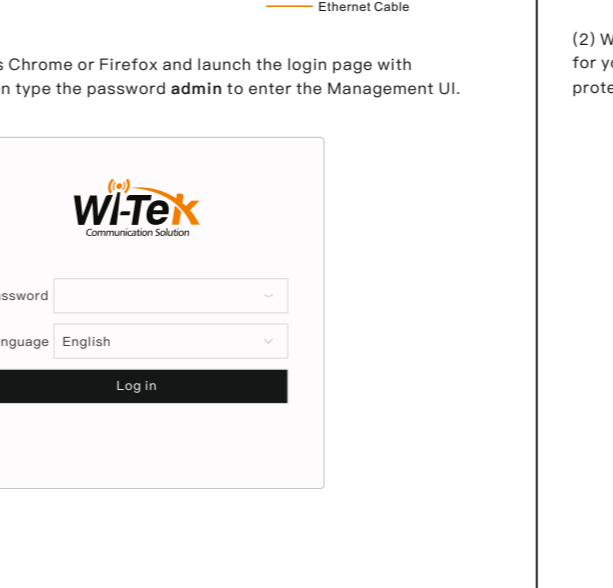 Ethernet Cable
s Chrome or Firefox and launch the login page with
n type the password admin to enter the Management UI.
Wi-Tek
Communication Solution
ssword
nguage English
Log in
(2) W
for yo
prote